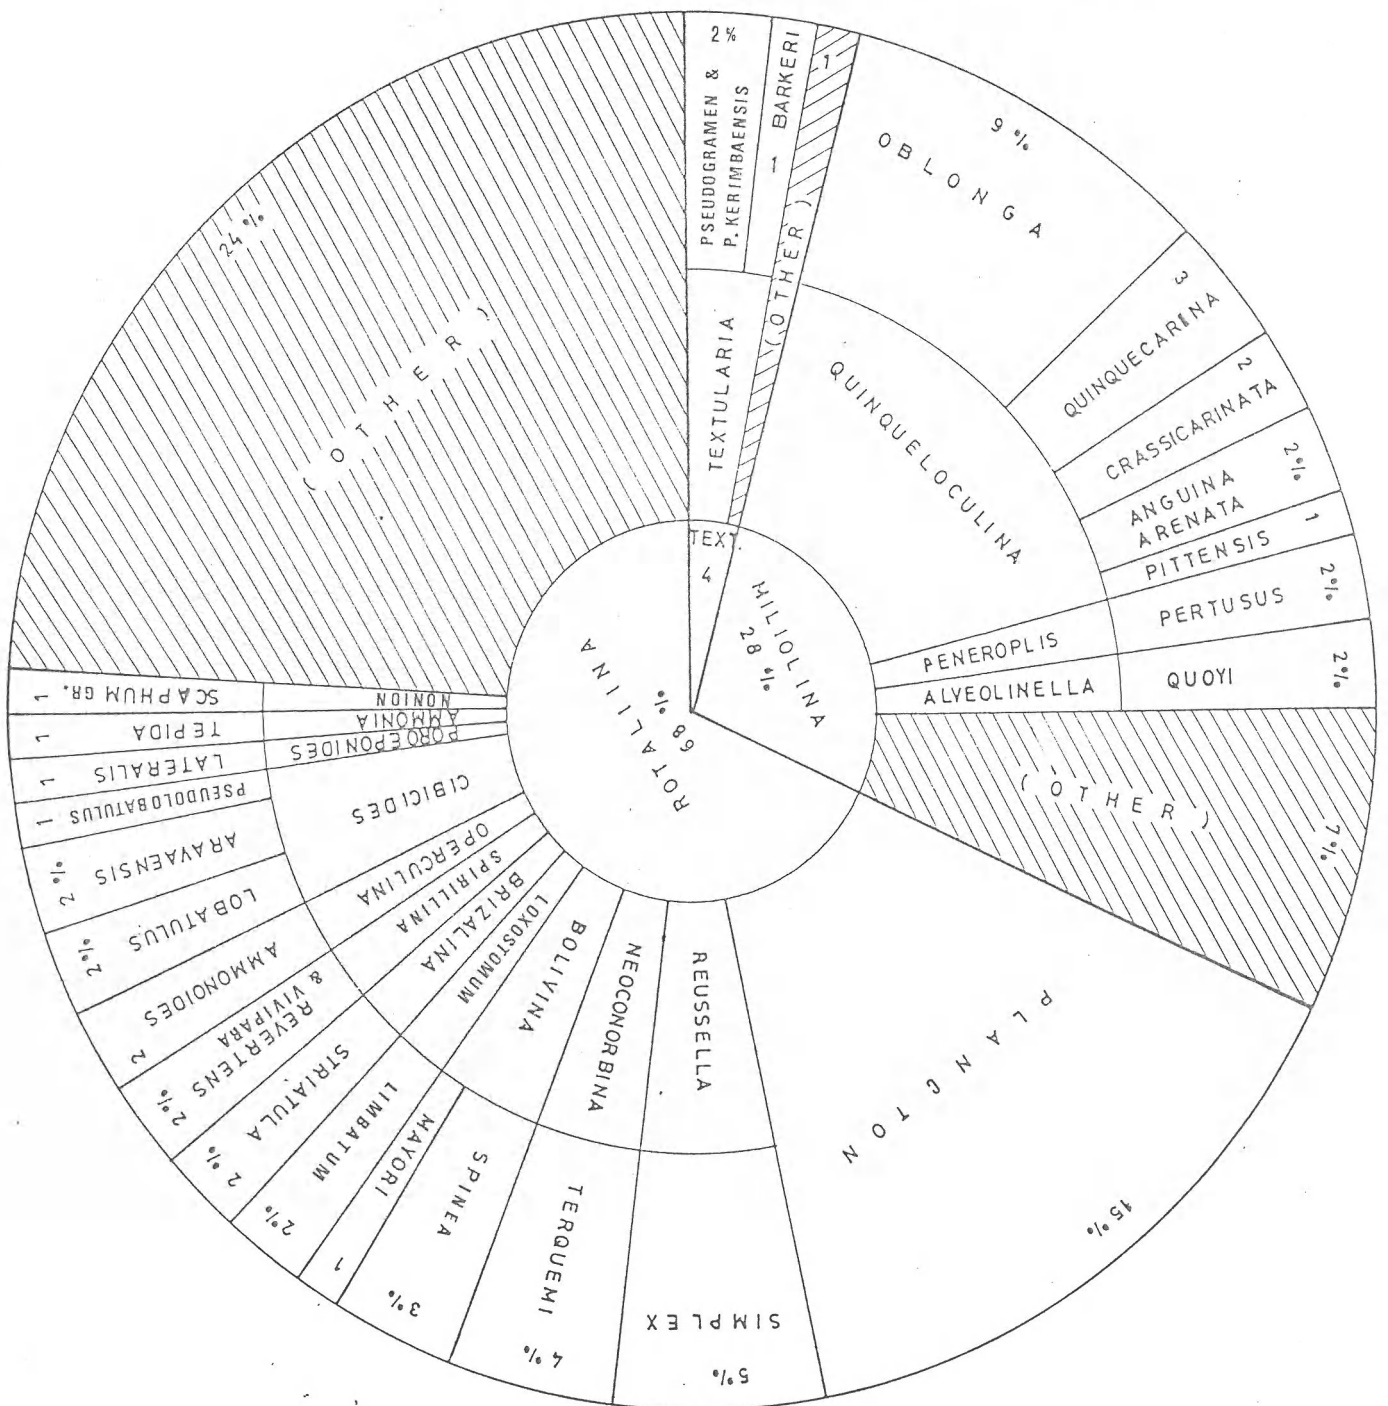 TEXT.
4
MILIOLINA
28 %
ROTALIINA
68 %
TEXTULARIA
2 %
PSEUDOGRAMEN &
P. KERIMBAENSIS
1 BARKERI
1
( OTHER )
QUINQUELOCULINA
9 %
OBLONGA
3
QUINQUECARINA
2
CRASSICARINATA
2 %
ANGUINA
ARENATA
1
PITTENSIS
PENEROPLIS
PERTUSUS
2 %
ALVEOLINELLA
QUOYI
2 %
( OTHER )
7 %
PLANCTON
15 %
REUSSELLA
SIMPLEX
5 %
NEOCONORBINA
TERQUEMI
4 %
BOLIVINA
SPINEA
3 %
MAYORI
1
LOXOSTOMUM
LIMBATUM
2 %
BRIZALINA
STRIATULA
2 %
SPIRILLINA
REVERTENS
& VIVIPARA
2 %
OPERCULINA
AMMONOIDES
2
CIBICIDES
LOBATULUS
2 %
ARAVAENSIS
2 %
PSEUDOLOBATULUS
1
POROEPONIDES
LATERALIS
1
AMMONIA
TEPIDA
1
NONION
SCAPHUM GR.
1
( OTHER )
24 %